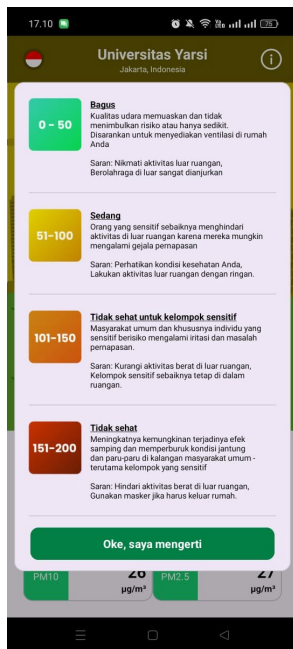 17.10
75
Universitas Yarsi
Jakarta, Indonesia
0 - 50
Bagus
Kualitas udara memuaskan dan tidak
menimbulkan risiko atau hanya sedikit.
Disarankan untuk menyediakan ventilasi di rumah
Anda
Saran: Nikmati aktivitas luar ruangan,
Berolahraga di luar sangat dianjurkan
51-100
Sedang
Orang yang sensitif sebaiknya menghindari
aktivitas di luar ruangan karena mereka mungkin
mengalami gejala pernapasan
Saran: Perhatikan kondisi kesehatan Anda,
Lakukan aktivitas luar ruangan dengan ringan.
101-150
Tidak sehat untuk kelompok sensitif
Masyarakat umum dan khususnya individu yang
sensitif berisiko mengalami iritasi dan masalah
pernapasan.
Saran: Kurangi aktivitas berat di luar ruangan,
Kelompok sensitif sebaiknya tetap di dalam
ruangan.
151-200
Tidak sehat
Meningkatnya kemungkinan terjadinya efek
samping dan memperburuk kondisi jantung
dan paru-paru di kalangan masyarakat umum -
terutama kelompok yang sensitif
Saran: Hindari aktivitas berat di luar ruangan,
Gunakan masker jika harus keluar rumah.
Oke, saya mengerti
PM10 26 PM2.5 27
µg/m³ µg/m³